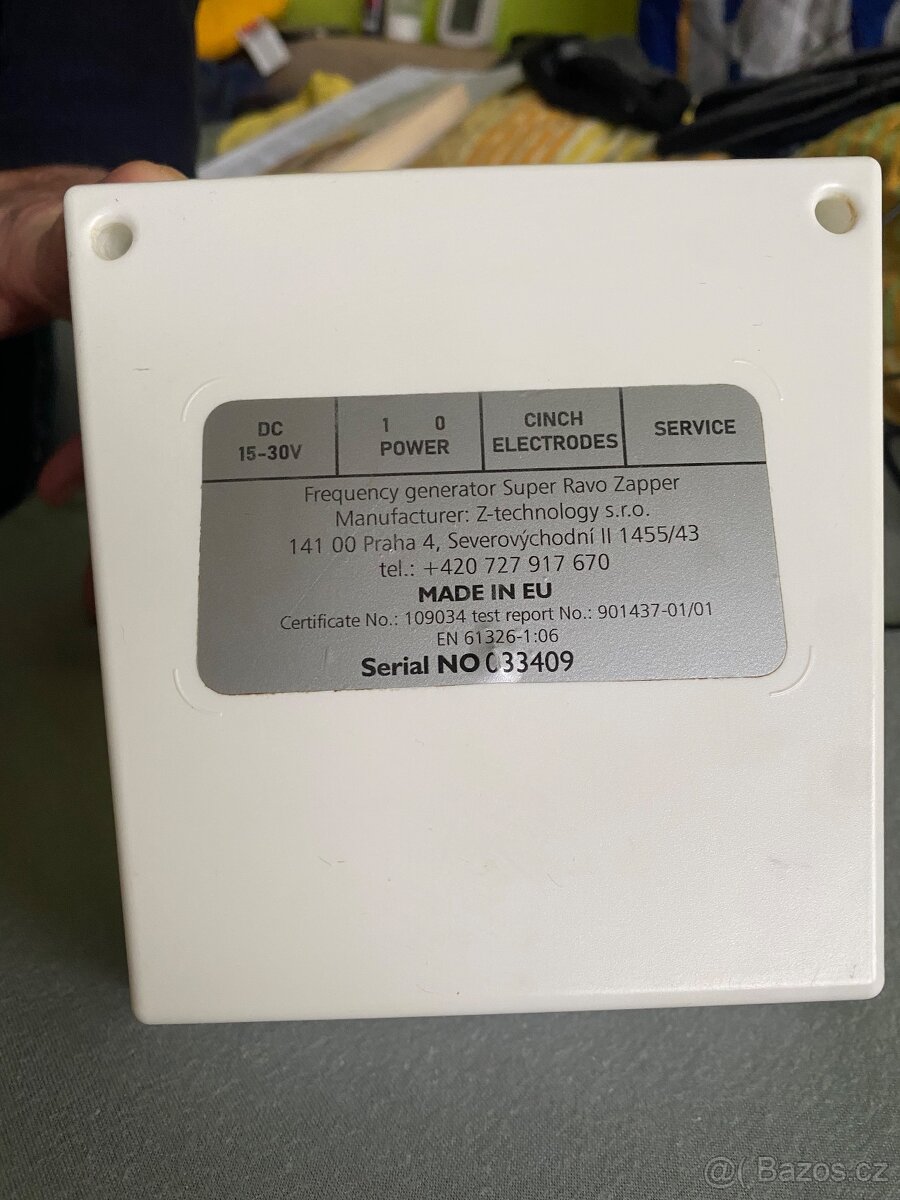 DC
15-30V
1 0
POWER
CINCH
ELECTRODES
SERVICE
Frequency generator Super Ravo Zapper
Manufacturer: Z-technology s.r.o.
141 00 Praha 4, Severovýchodní II 1455/43
tel.: +420 727 917 670
MADE IN EU
Certificate No.: 109034 test report No.: 901437-01/01
EN 61326-1:06
Serial NO 033409
@( Bazos.cz